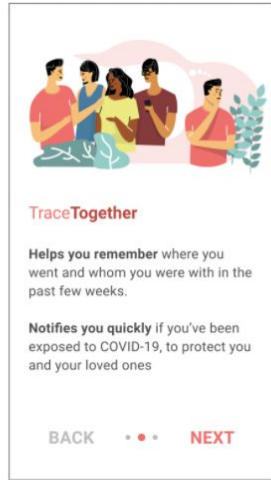 TraceTogether
Helps you remember where you
went and whom you were with in the
past few weeks.
Notifies you quickly if you've been
exposed to COVID-19, to protect you
and your loved ones
BACK
NEXT